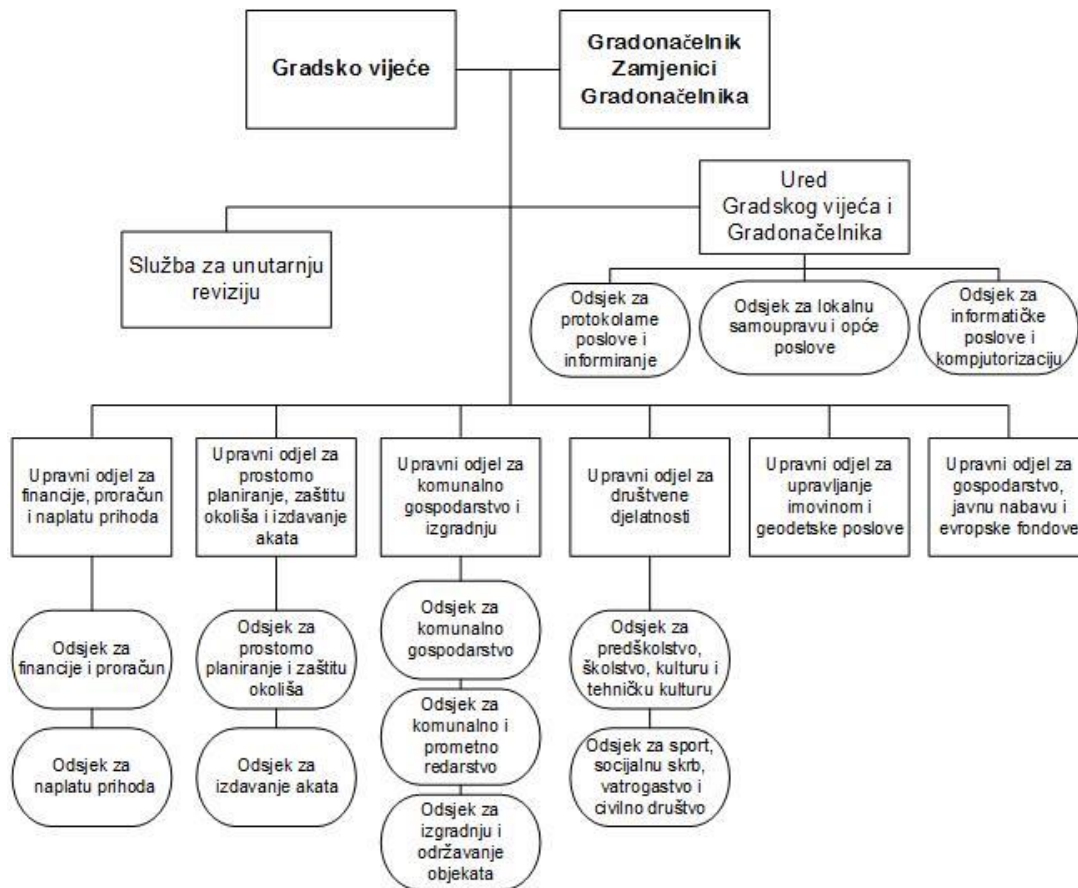 Gradsko vijeće
Gradonačelnik
Zamjenici
Gradonačelnika
Ured
Gradskog vijeća i
Gradonačelnika
Služba za unutarnju
reviziju
Odsjek za
protokolarne
poslove i
informiranje
Odsjek za lokalnu
samoupravu i opće
poslove
Odsjek za
informatičke
poslove i
kompjutorizaciju
Upravni odjel za
financije, proračun
i naplatu prihoda
Upravni odjel za
prostorno
planiranje, zaštitu
okoliša i izdavanje
akata
Upravni odjel za
komunalno
gospodarstvo i
izgradnju
Upravni odjel za
društvene
djelatnosti
Upravni odjel za
upravljanje
imovinom i
geodetske poslove
Upravni odjel za
gospodarstvo,
javnu nabavu i
evropske fondove
Odsjek za
financije i proračun
Odsjek za
naplatu prihoda
Odsjek za
prostorno
planiranje i zaštitu
okoliša
Odsjek za
izdavanje akata
Odsjek za
komunalno
gospodarstvo
Odsjek za
komunalno i
prometno
redarstvo
Odsjek za
izgradnju i
održavanje
objekata
Odsjek za
predškolstvo,
školstvo, kulturu i
tehničku kulturu
Odsjek za sport,
socijalnu skrb,
vatrogastvo i
civilno društvo